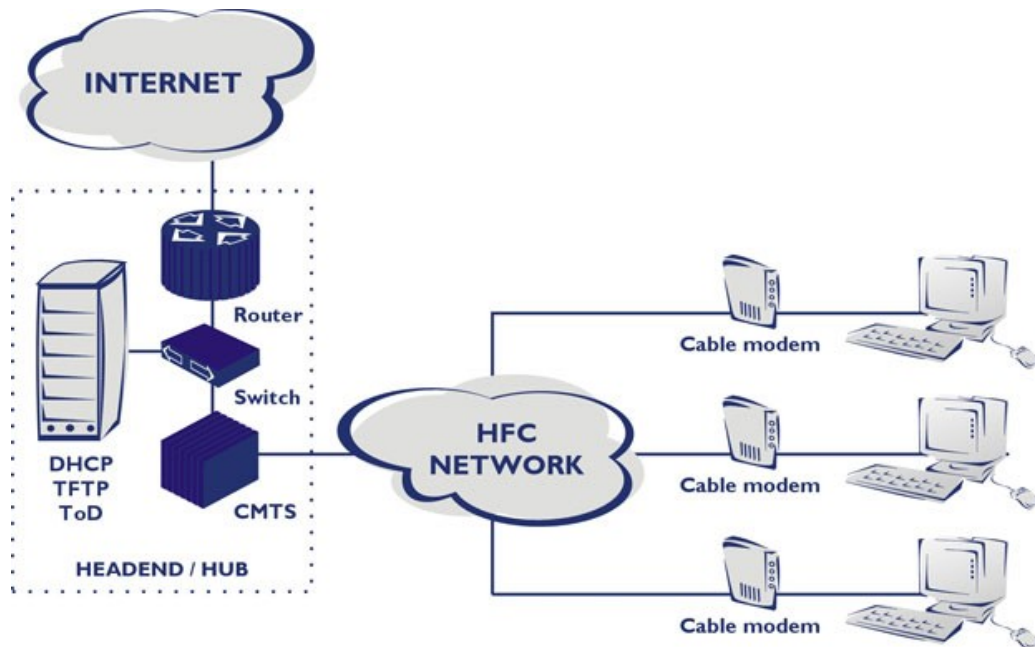 INTERNET
Router
Switch
DHCP
TFTP
ToD
CMTS
HEADEND / HUB
HFC
NETWORK
Cable modem
Cable modem
Cable modem